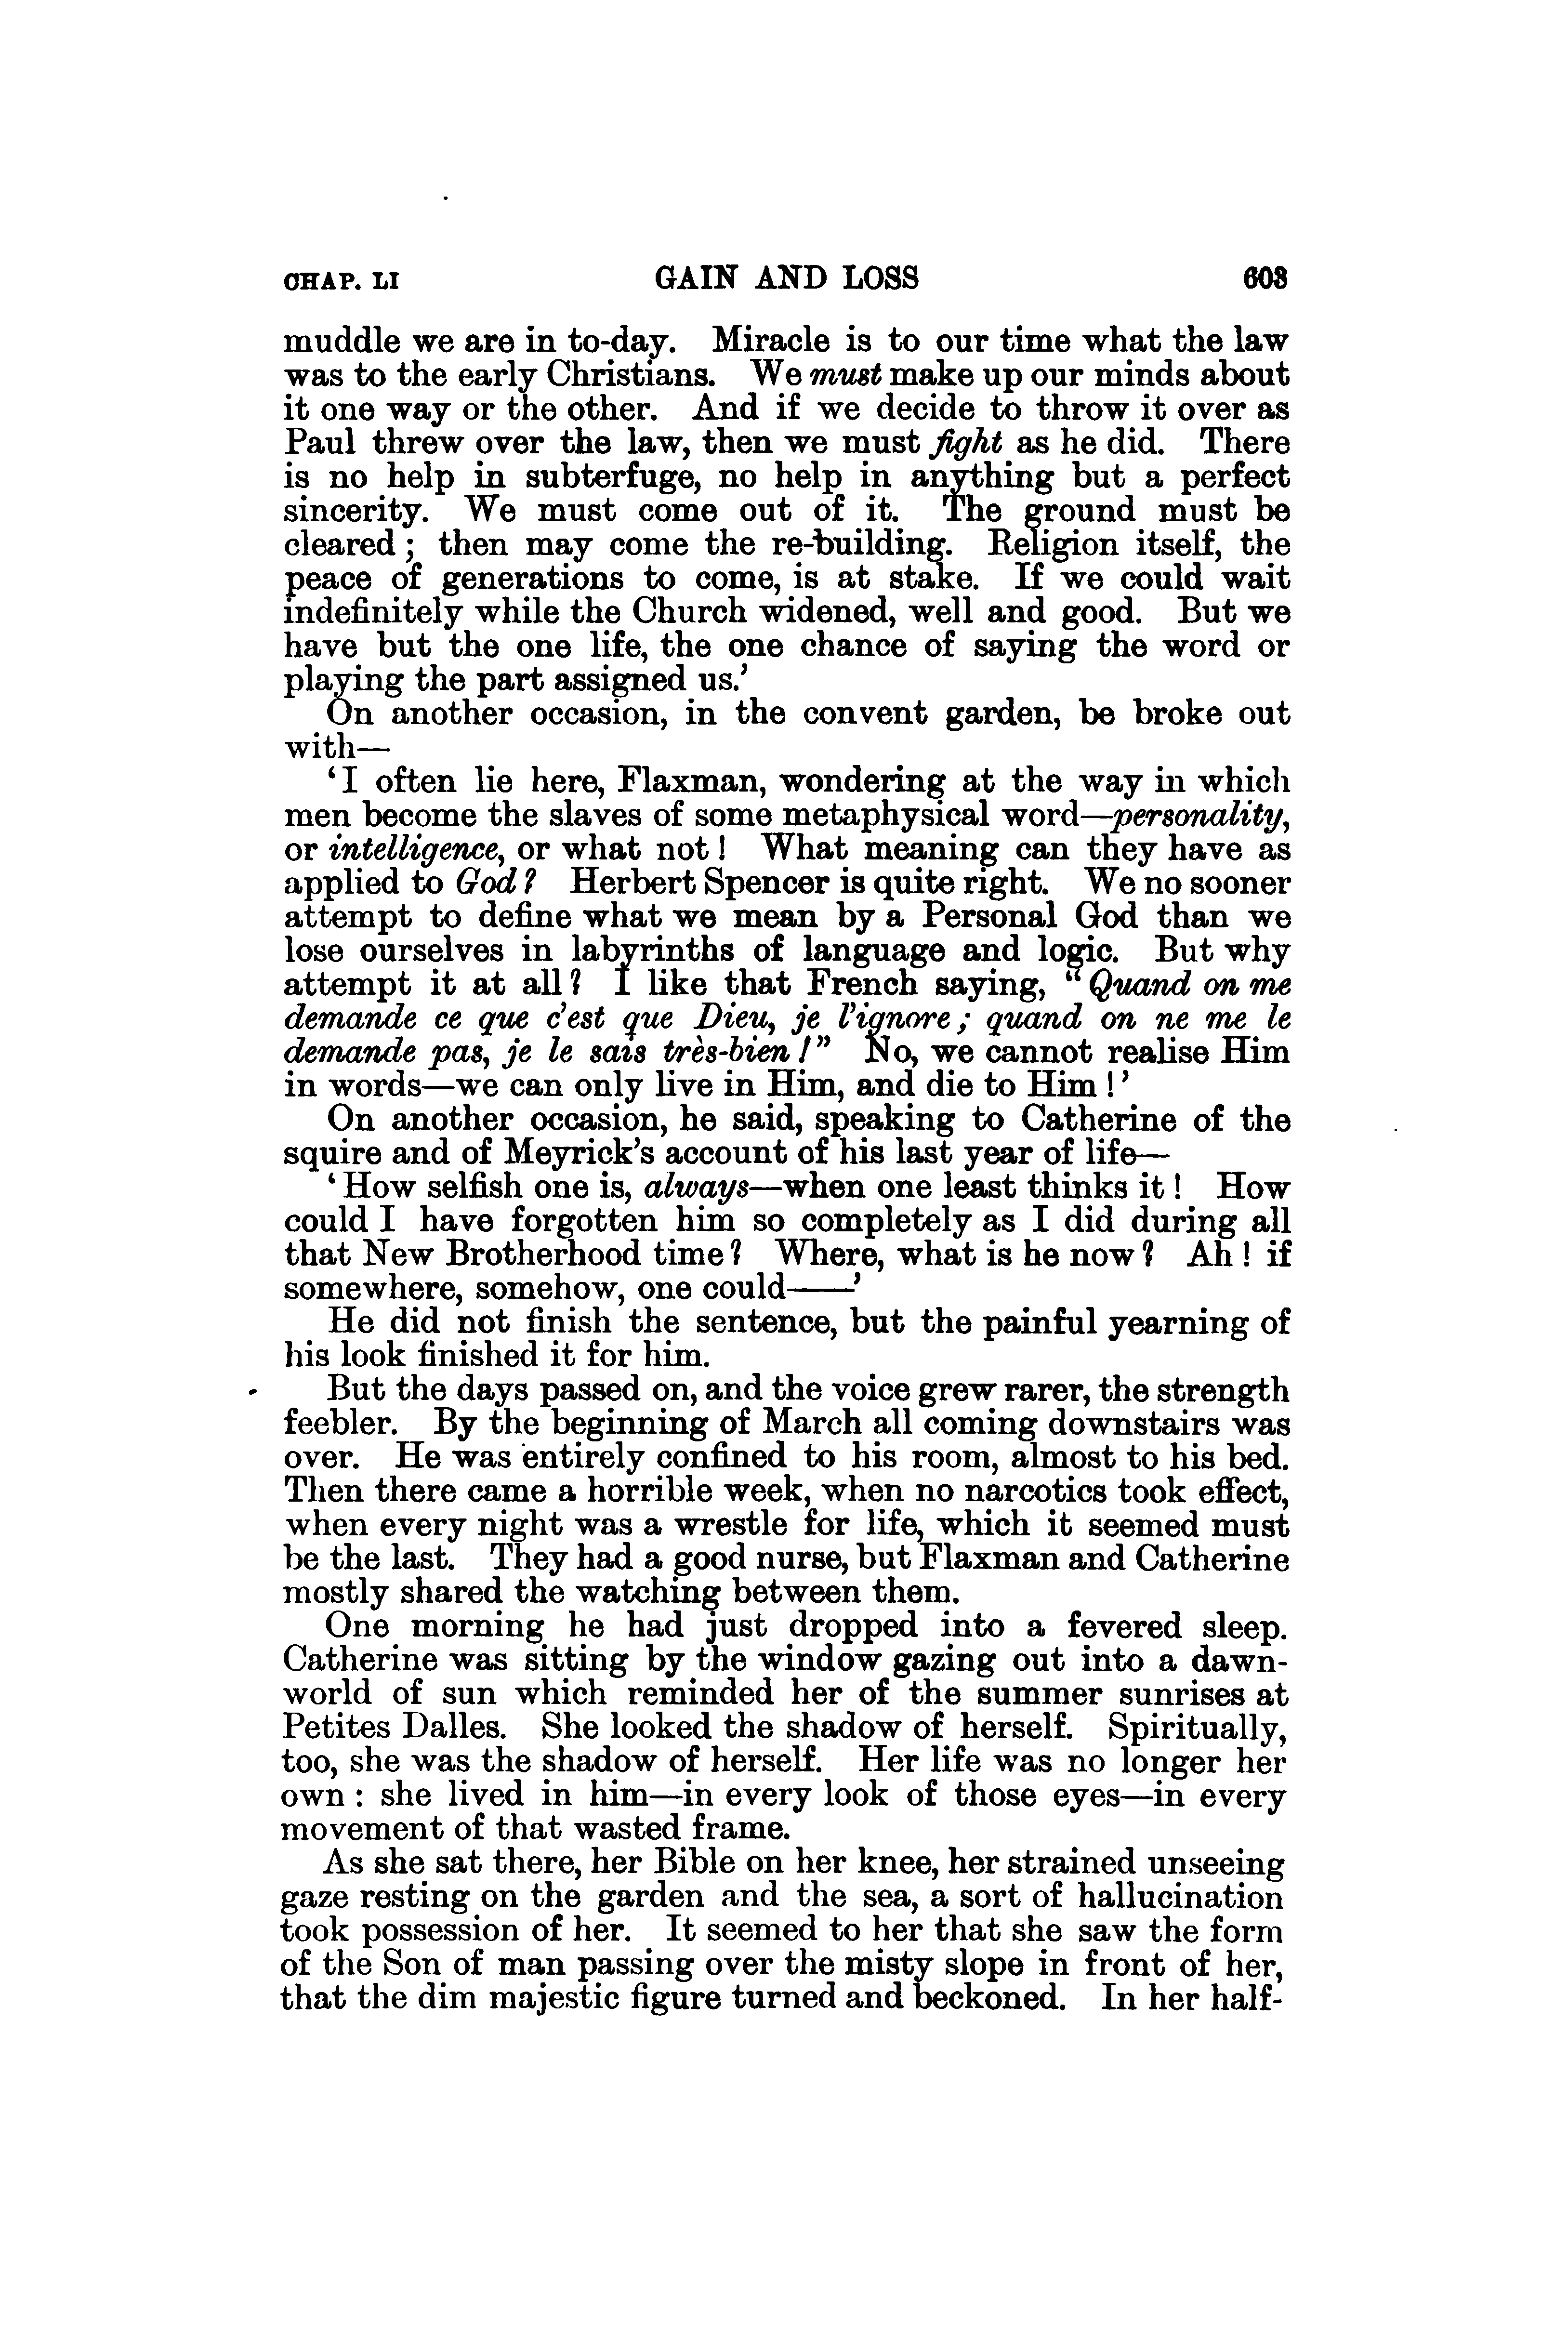 CHAP. LI GAIN AND LOSS 603
muddle we are in to-day. Miracle is to our time what the law
was to the early Christians. We must make up our minds about
it one way or the other. And if we decide to throw it over as
Paul threw over the law, then we must fight as he did. There
is no help in subterfuge, no help in anything but a perfect
sincerity. We must come out of it. The ground must be
cleared; then may come the re-building. Religion itself, the
peace of generations to come, is at stake. If we could wait
indefinitely while the Church widened, well and good. But we
have but the one life, the one chance of saying the word or
playing the part assigned us.’
On another occasion, in the convent garden, be broke out
with—
‘I often lie here, Flaxman, wondering at the way in which
men become the slaves of some metaphysical word—personality,
or intelligence, or what not! What meaning can they have as
applied to God? Herbert Spencer is quite right. We no sooner
attempt to define what we mean by a Personal God than we
lose ourselves in labyrinths of language and logic. But why
attempt it at all? I like that French saying, “Quand on me
demande ce que c’est que Dieu, je l’ignore; quand on ne me le
demande pas, je le sais très-bien!” No, we cannot realise Him
in words—we can only live in Him, and die to Him!’
On another occasion, he said, speaking to Catherine of the
squire and of Meyrick’s account of his last year of life—
‘How selfish one is, always—when one least thinks it! How
could I have forgotten him so completely as I did during all
that New Brotherhood time? Where, what is he now? Ah! if
somewhere, somehow, one could——’
He did not finish the sentence, but the painful yearning of
his look finished it for him.
But the days passed on, and the voice grew rarer, the strength
feebler. By the beginning of March all coming downstairs was
over. He was entirely confined to his room, almost to his bed.
Then there came a horrible week, when no narcotics took effect,
when every night was a wrestle for life, which it seemed must
be the last. They had a good nurse, but Flaxman and Catherine
mostly shared the watching between them.
One morning he had just dropped into a fevered sleep.
Catherine was sitting by the window gazing out into a dawn-
world of sun which reminded her of the summer sunrises at
Petites Dalles. She looked the shadow of herself. Spiritually,
too, she was the shadow of herself. Her life was no longer her
own: she lived in him—in every look of those eyes—in every
movement of that wasted frame.
As she sat there, her Bible on her knee, her strained unseeing
gaze resting on the garden and the sea, a sort of hallucination
took possession of her. It seemed to her that she saw the form
of the Son of man passing over the misty slope in front of her,
that the dim majestic figure turned and beckoned. In her half-